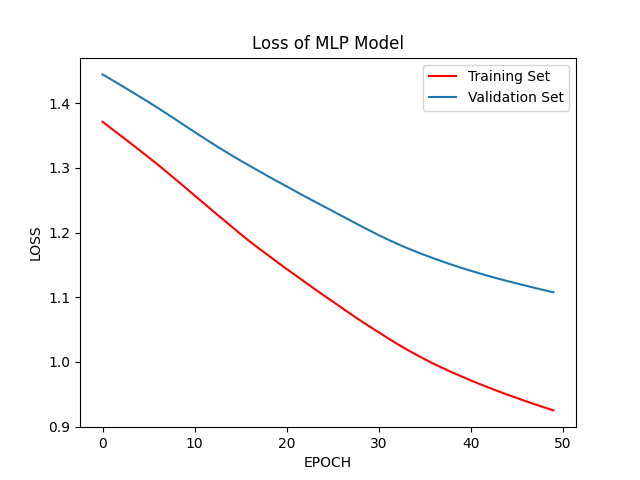 Loss of MLP Model
Training Set
Validation Set
LOSS
1.4
1.3
1.2
1.1
1.0
0.9
0 10 20 30 40 50
EPOCH